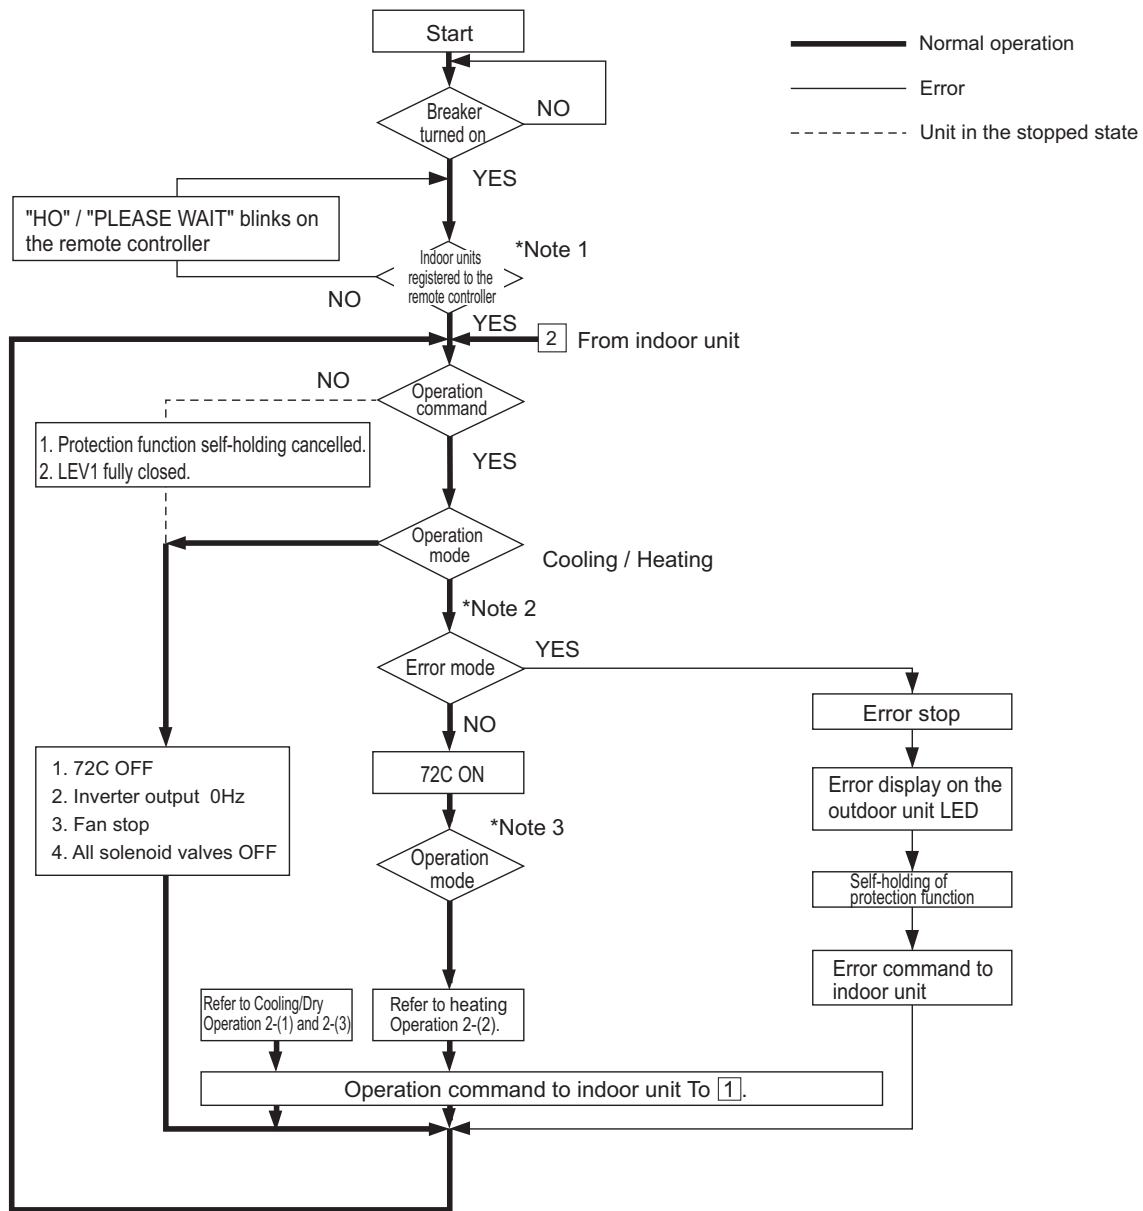 Start
Normal operation
Error
Unit in the stopped state
Breaker
turned on
NO
YES
"HO" / "PLEASE WAIT" blinks on
the remote controller
*Note 1
Indoor units
registered to the
remote controller
NO
YES
2 From indoor unit
NO
Operation
command
1. Protection function self-holding cancelled.
2. LEV1 fully closed.
YES
Operation
mode
Cooling / Heating
*Note 2
YES
Error mode
NO
Error stop
1. 72C OFF
2. Inverter output 0Hz
3. Fan stop
4. All solenoid valves OFF
72C ON
Error display on the
outdoor unit LED
*Note 3
Operation
mode
Self-holding of
protection function
Error command to
indoor unit
Refer to Cooling/Dry
Operation 2-(1) and 2-(3)
Refer to heating
Operation 2-(2).
Operation command to indoor unit To 1.